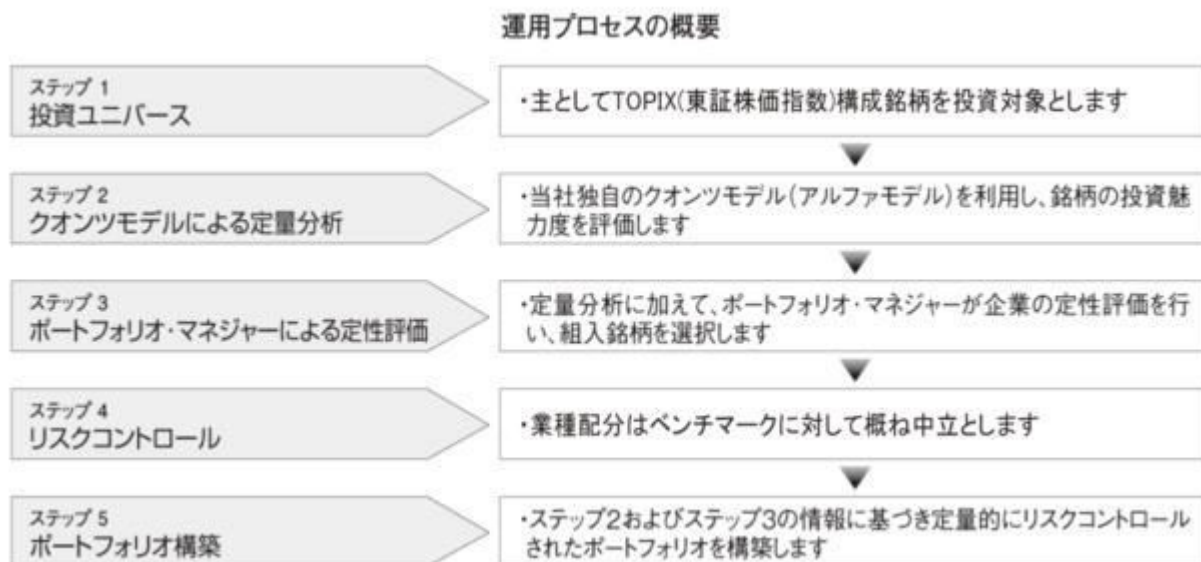 運用プロセスの概要
ステップ 1
投資ユニバース
・主としてTOPIX(東証株価指数)構成銘柄を投資対象とします
ステップ 2
クオンツモデルによる定量分析
・当社独自のクオンツモデル(アルファモデル)を利用し、銘柄の投資魅
力度を評価します
ステップ 3
ポートフォリオ・マネジャーによる定性評価
・定量分析に加えて、ポートフォリオ・マネジャーが企業の定性評価を行
い、組入銘柄を選択します
ステップ 4
リスクコントロール
・業種配分はベンチマークに対して概ね中立とします
ステップ 5
ポートフォリオ構築
・ステップ2およびステップ3の情報に基づき定量的にリスクコントロール
されたポートフォリオを構築します